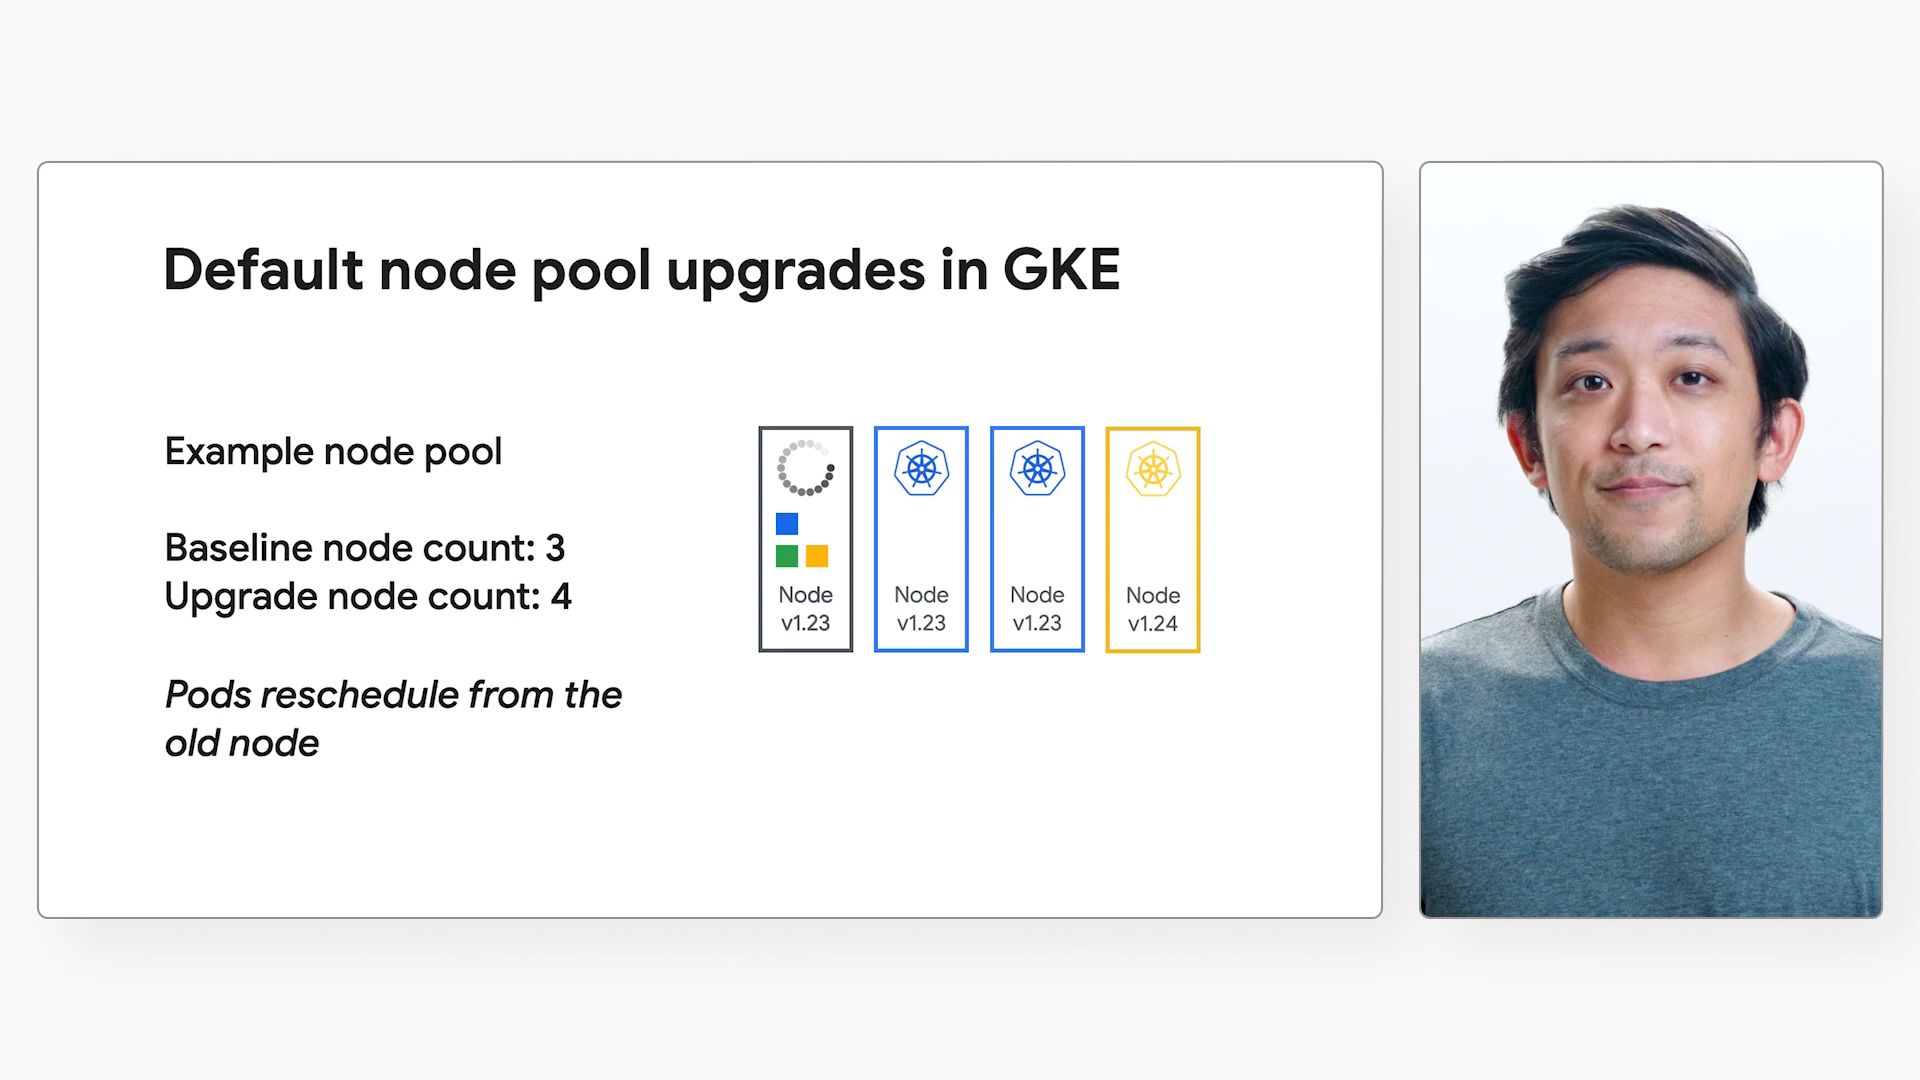 Default node pool upgrades in GKE
Example node pool
Baseline node count: 3
Upgrade node count: 4
Pods reschedule from the
old node
Node
v1.23
Node
v1.23
Node
v1.23
Node
v1.24